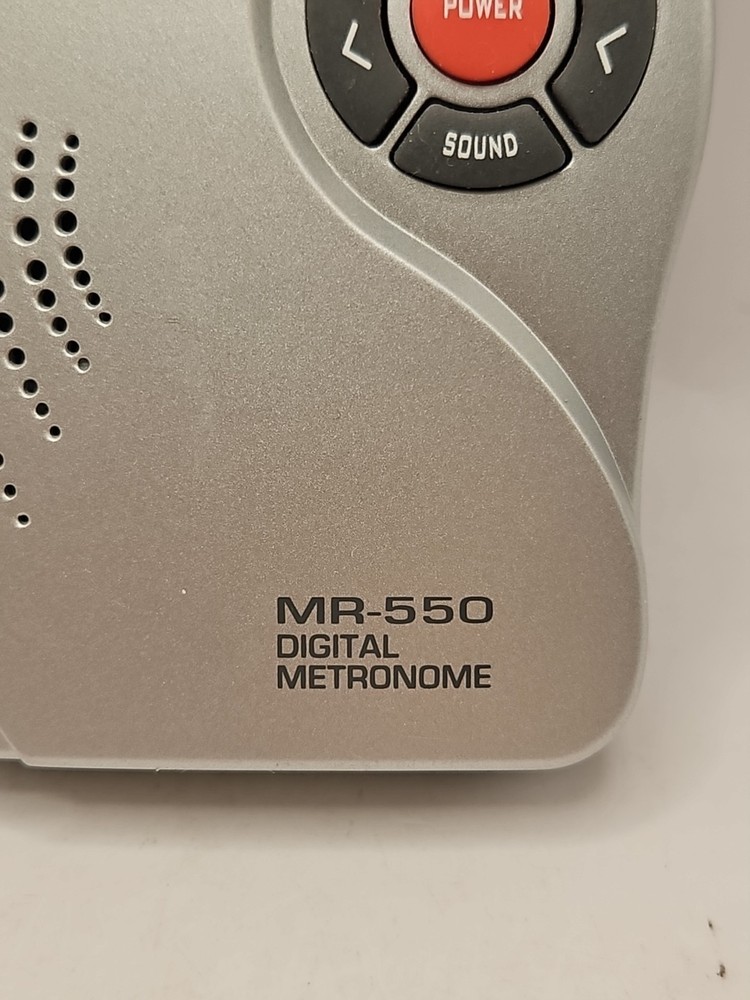 POWER
SOUND
MR-550
DIGITAL
METRONOME